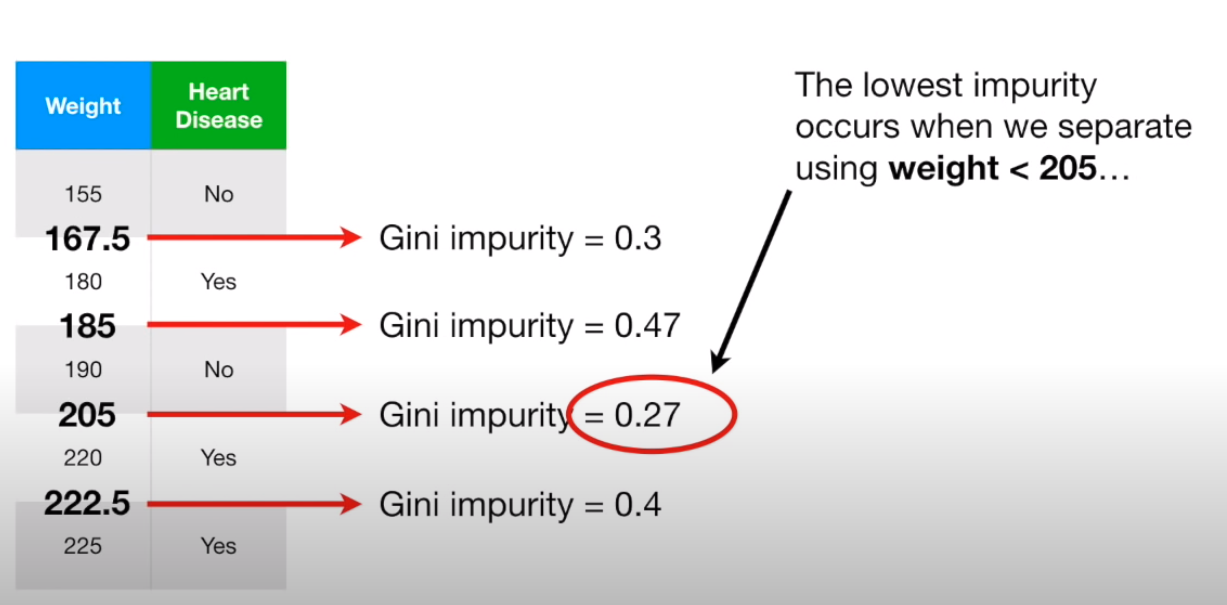 Weight Heart Disease
The lowest impurity
occurs when we separate
using weight < 205...
155 No
167.5 Gini impurity = 0.3
180 Yes
185 Gini impurity = 0.47
190 No
205 Gini impurity = 0.27
220 Yes
222.5 Gini impurity = 0.4
225 Yes